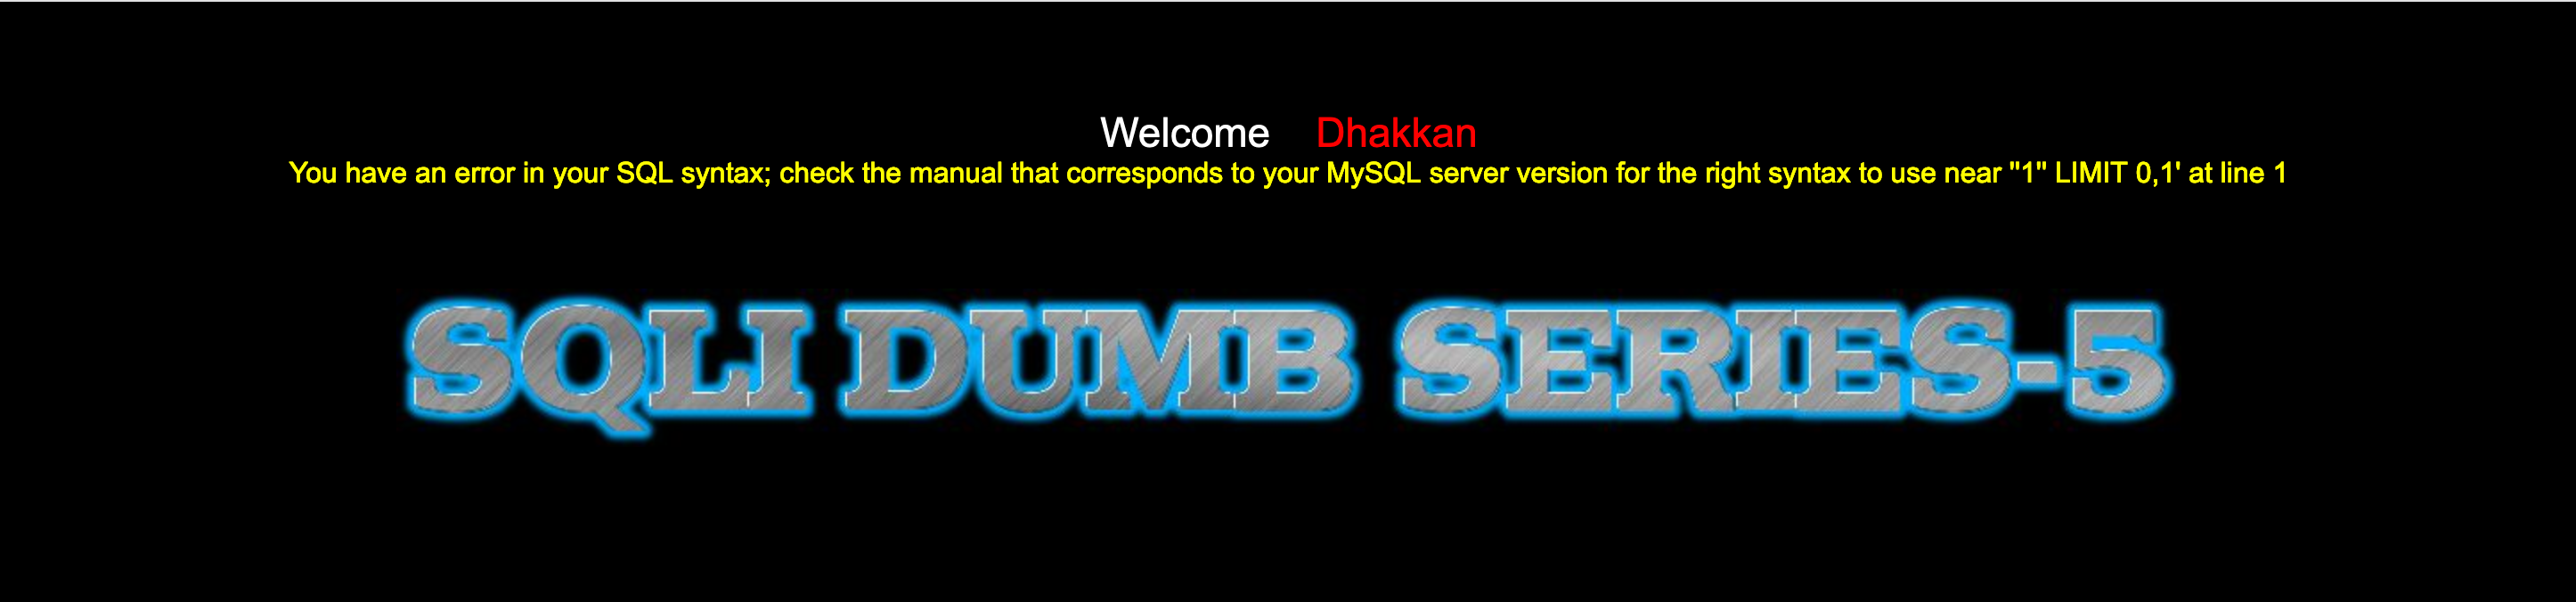 Welcome Dhakkan
You have an error in your SQL syntax; check the manual that corresponds to your MySQL server version for the right syntax to use near ''1'' LIMIT 0,1' at line 1
SQLI DUMB SERIES-5